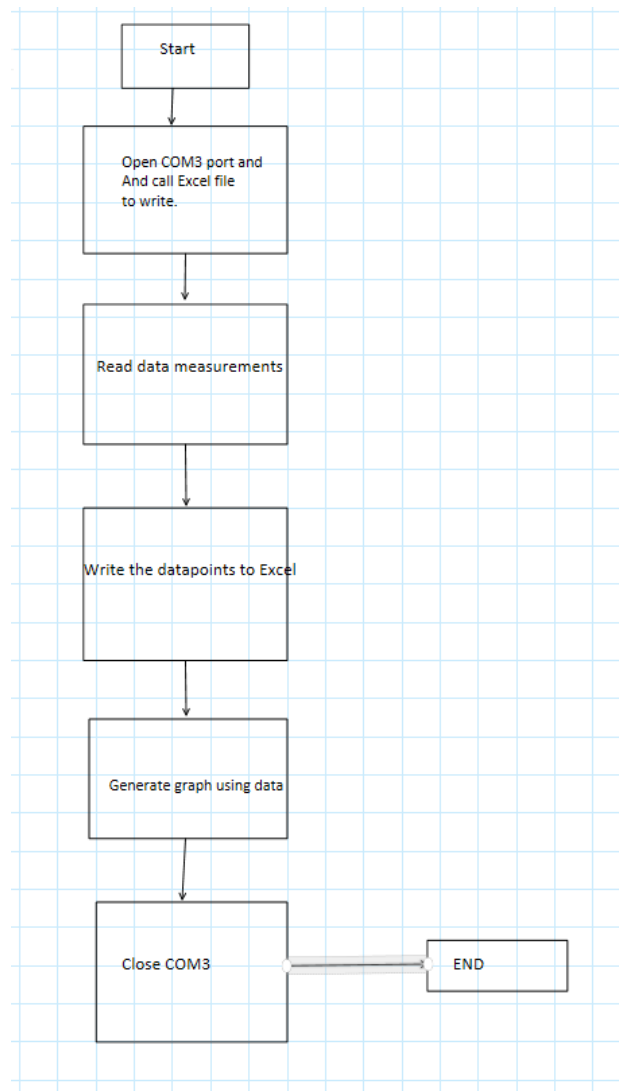 Start
Open COM3 port and
And call Excel file
to write.
Read data measurements
Write the datapoints to Excel
Generate graph using data
Close COM3
END